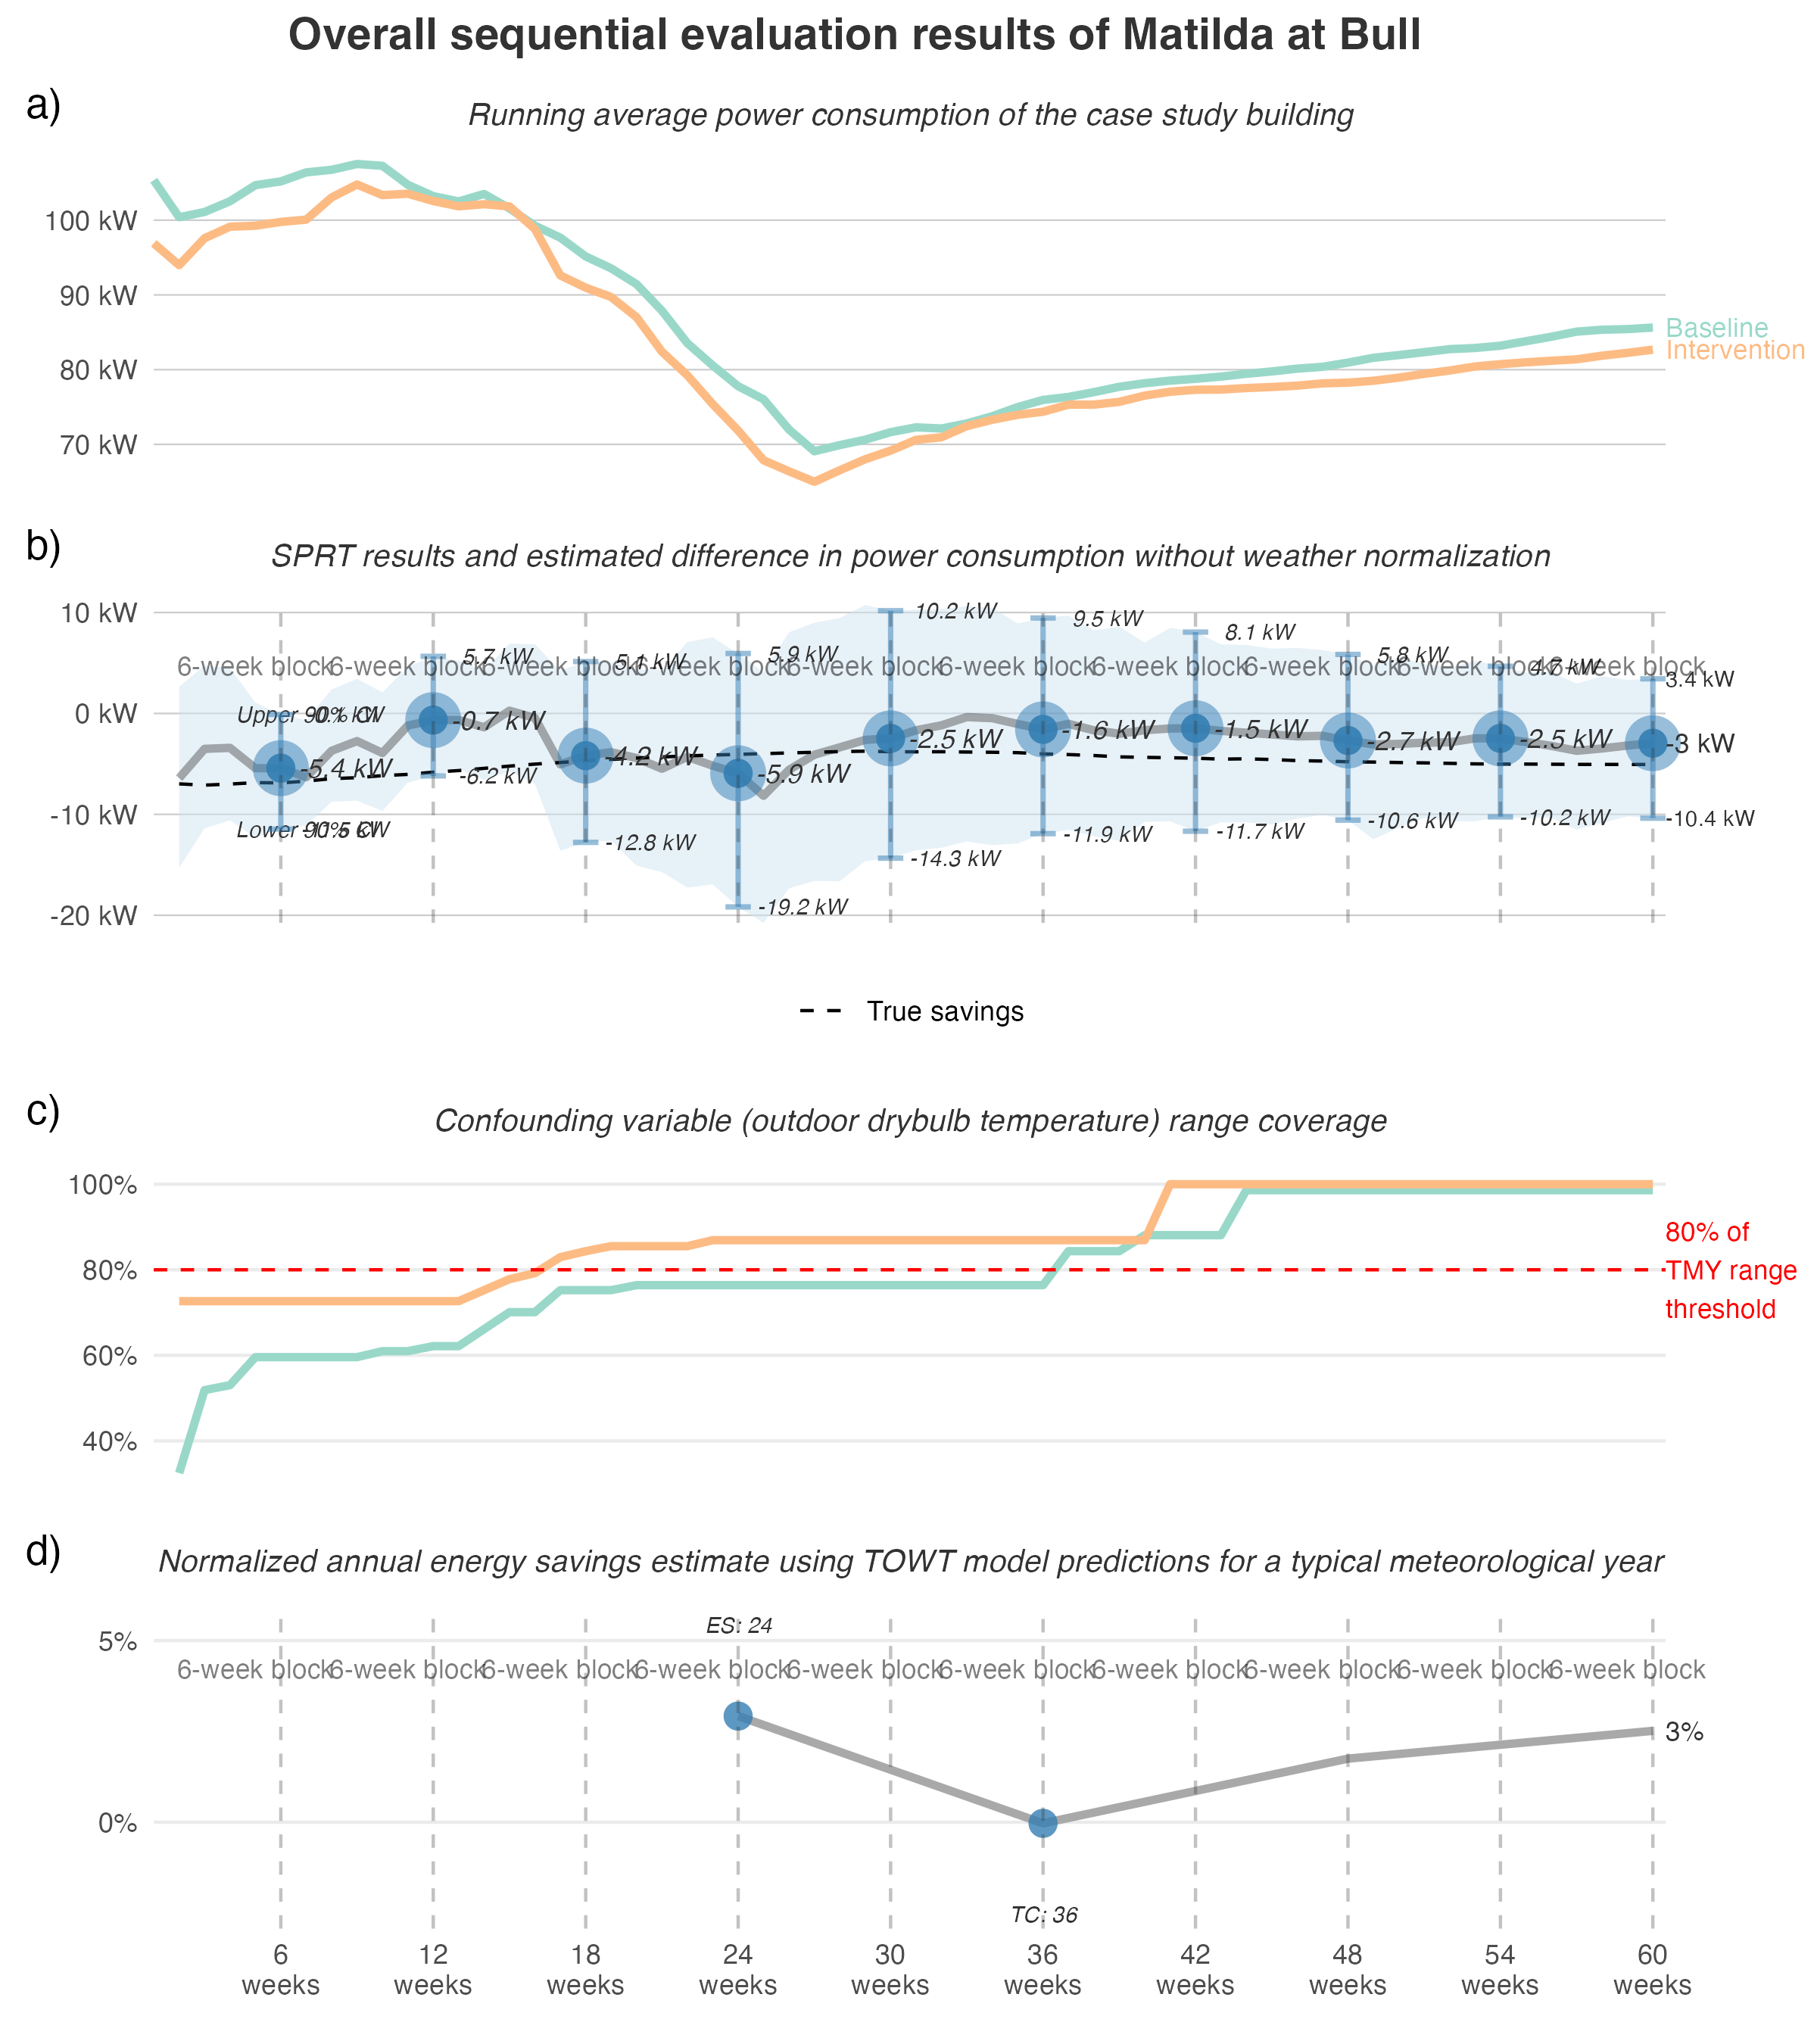 Overall sequential evaluation results of Matilda at Bull
a)
Running average power consumption of the case study building
100 kW
90 kW
80 kW
70 kW
Baseline
Intervention
b)
SPRT results and estimated difference in power consumption without weather normalization
10 kW
0 kW
-10 kW
-20 kW
10.2 kW
9.5 kW
8.1 kW
5.7 kW
5.1 kW
5.9 kW
5.8 kW
4.7 kW
3.4 kW
6-week block 6-week block 6-week block 6-week block 6-week block 6-week block 6-week block 6-week block 6-week block 6-week block
Upper 90% CI
-0.1 kW
-5.4 kW
-0.7 kW
-4.2 kW
-5.9 kW
-2.5 kW
-1.6 kW
-1.5 kW
-2.7 kW
-2.5 kW
-3 kW
Lower 90% CI
-11.5 kW
-6.2 kW
-12.8 kW
-19.2 kW
-14.3 kW
-11.9 kW
-11.7 kW
-10.6 kW
-10.2 kW
-10.4 kW
True savings
c)
Confounding variable (outdoor drybulb temperature) range coverage
100%
80%
60%
40%
80% of
TMY range
threshold
d)
Normalized annual energy savings estimate using TOWT model predictions for a typical meteorological year
ES: 24
5%
6-week block 6-week block 6-week block 6-week block 6-week block 6-week block 6-week block 6-week block 6-week block 6-week block
3%
0%
TC: 36
6 12 18 24 30 36 42 48 54 60
weeks weeks weeks weeks weeks weeks weeks weeks weeks weeks